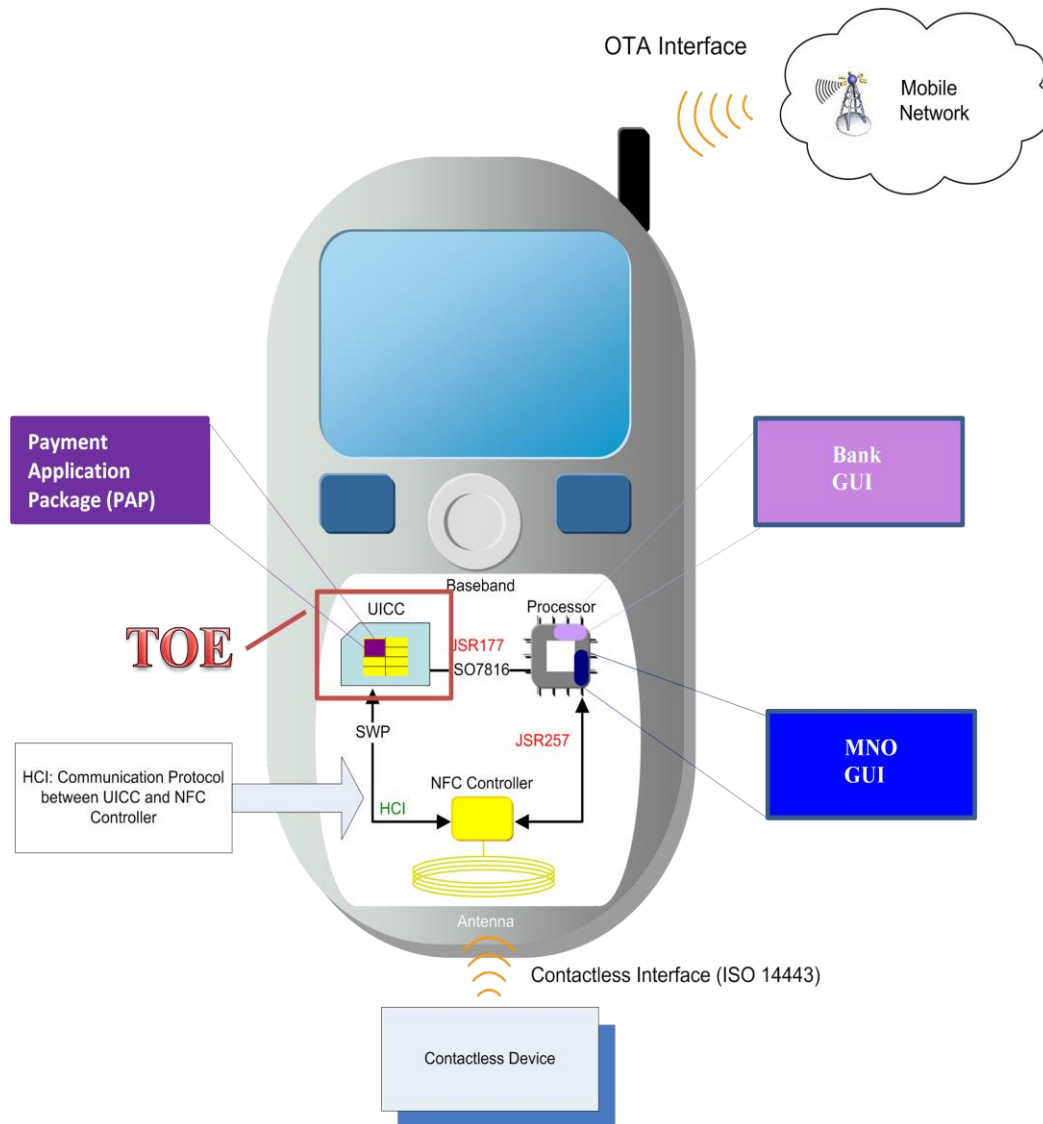 OTA Interface
Mobile
Network
Payment
Application
Package (PAP)
Bank
GUI
Baseband
UICC
Processor
TOE
JSR177
SO7816
SWP
JSR257
MNO
GUI
HCI: Communication Protocol
between UICC and NFC
Controller
NFC Controller
HCI
Antenna
Contactless Interface (ISO 14443)
Contactless Device